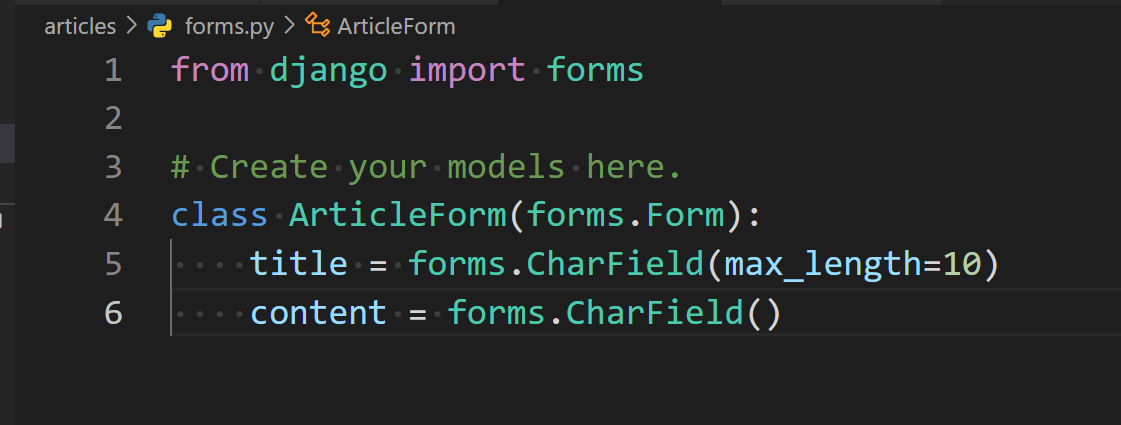 articles > forms.py > ArticleForm
1 from django import forms
2
3 # Create your models here.
4 class ArticleForm(forms.Form):
5     title = forms.CharField(max_length=10)
6     content = forms.CharField()